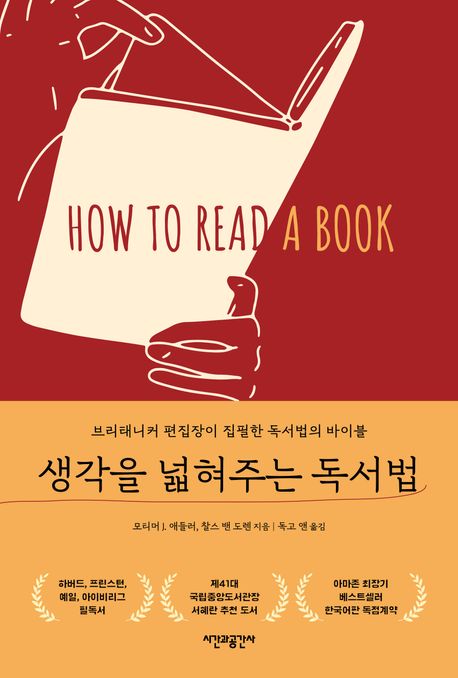 HOW TO READ A BOOK
브리태니커 편집장이 집필한 독서법의 바이블
생각을 넓혀주는 독서법
모티머 J. 애들러, 찰스 밴 도렌 지음 | 독고 앤 옮김
하버드, 프린스턴,
예일, 아이비리그
필독서
제41대
국립중앙도서관장
서혜란 추천 도서
아마존 최장기
베스트셀러
한국어판 독점계약
시간과공간사